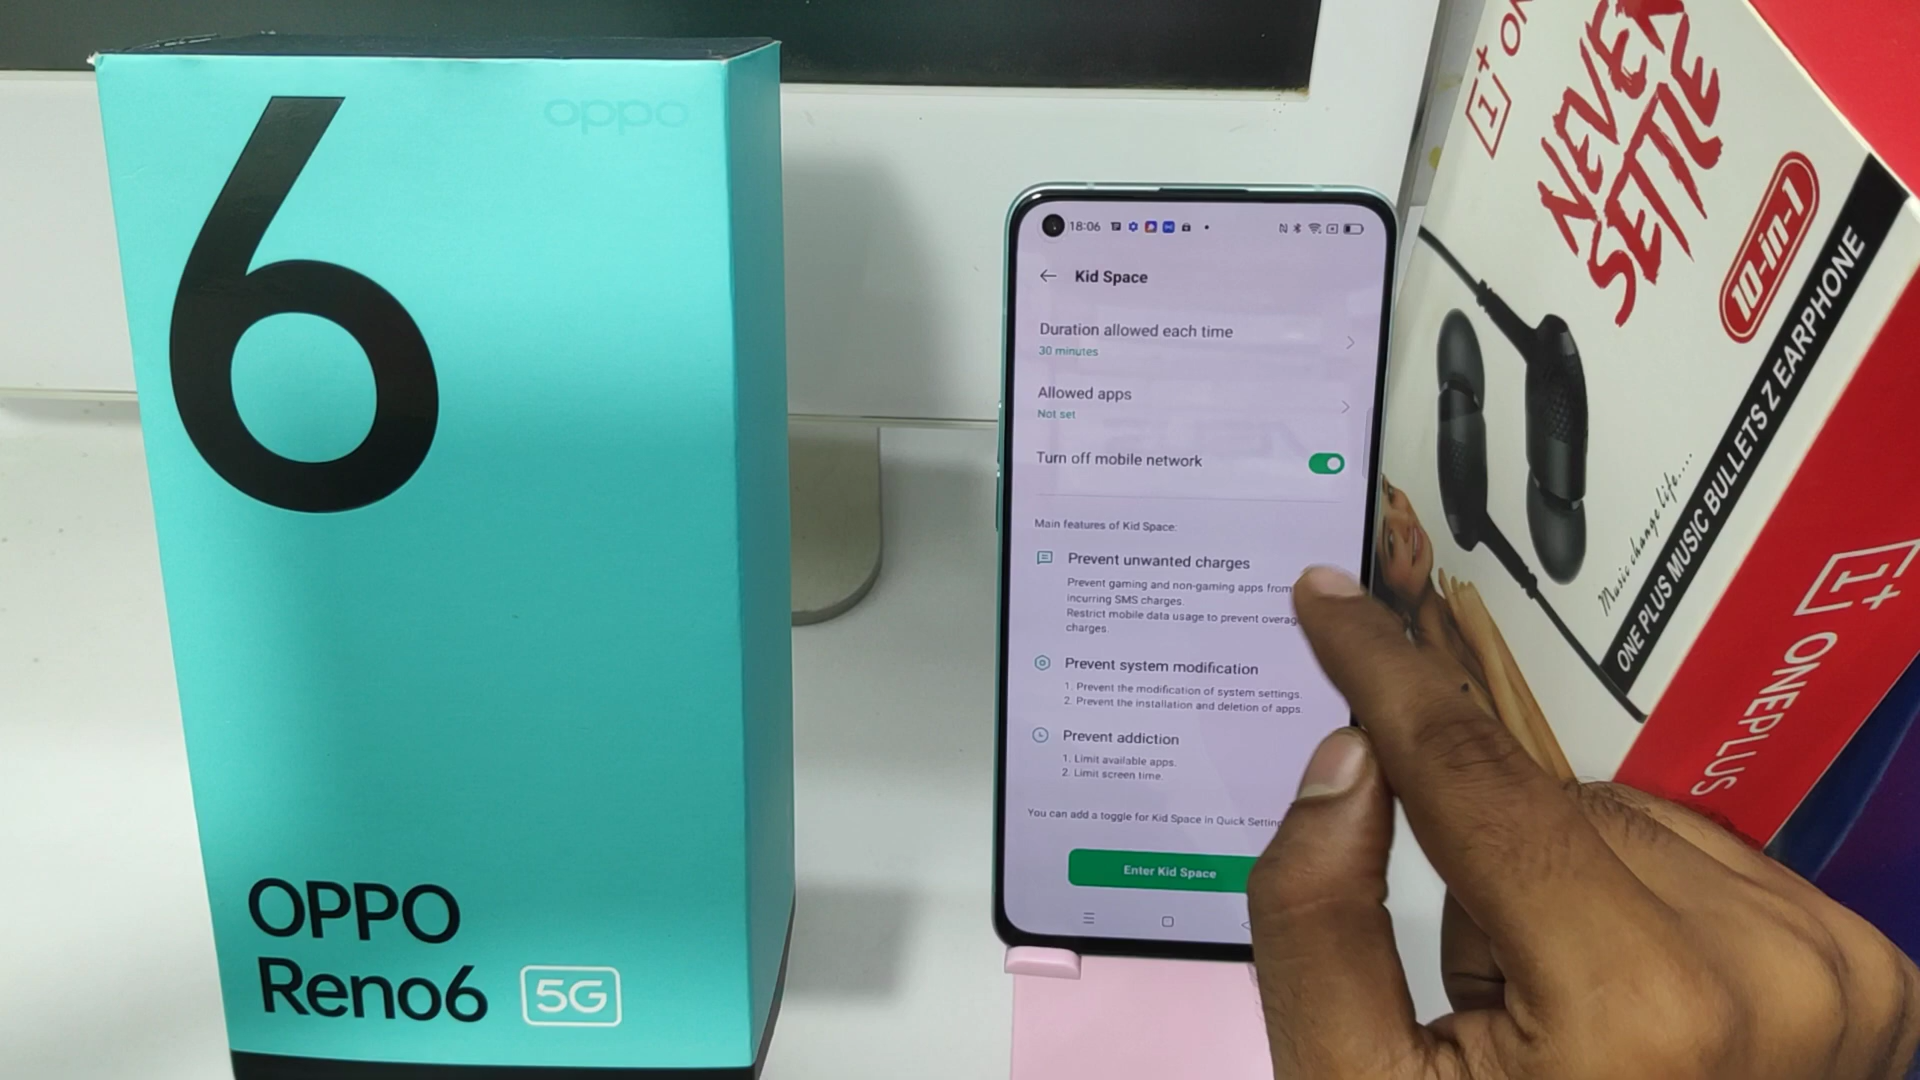 6
oppo
OPPO
Reno6 5G
18:06
Kid Space
Duration allowed each time
30 minutes
Allowed apps
Not set
Turn off mobile network
Main features of Kid Space:
Prevent unwanted charges
Prevent gaming and non-gaming apps from
incurring SMS charges.
Restrict mobile data usage to prevent
charges.
Prevent system modification
1. Prevent the modification of system settings.
2. Prevent the installation and deletion of apps.
Prevent addiction
1. Limit available apps.
2. Limit screen time.
You can add a toggle for Kid Space in Quick
Enter Kid Space
1+
NEVER
SETTLE
10-in-1
Music change life....
ONE PLUS MUSIC BULLETS Z EARPHONE
1+ ONEPLUS